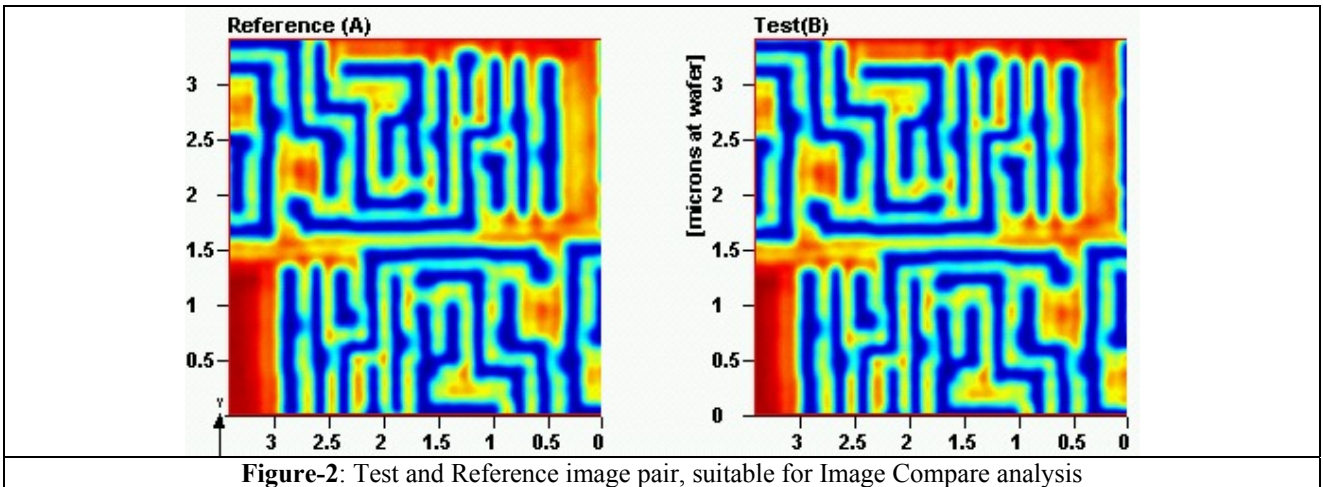 Reference (A)
Test(B)
3
2.5
2
1.5
1
0.5
Y
3 2.5 2 1.5 1 0.5 0
[microns at wafer]
3
2.5
2
1.5
1
0.5
0
3 2.5 2 1.5 1 0.5 0
Figure-2: Test and Reference image pair, suitable for Image Compare analysis